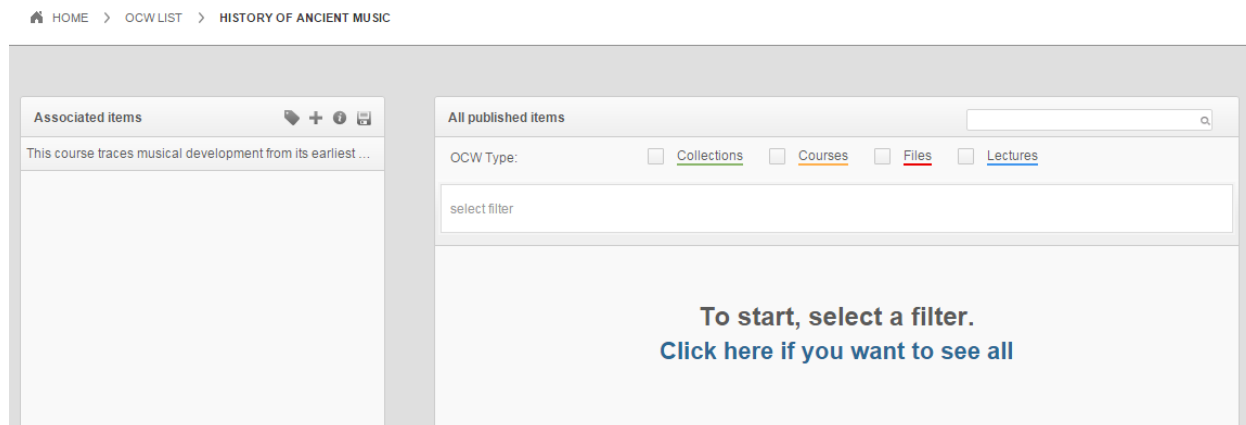 HOME > OCW LIST > HISTORY OF ANCIENT MUSIC
Associated items
This course traces musical development from its earliest ...
All published items
OCW Type: Collections Courses Files Lectures
select filter
To start, select a filter.
Click here if you want to see all